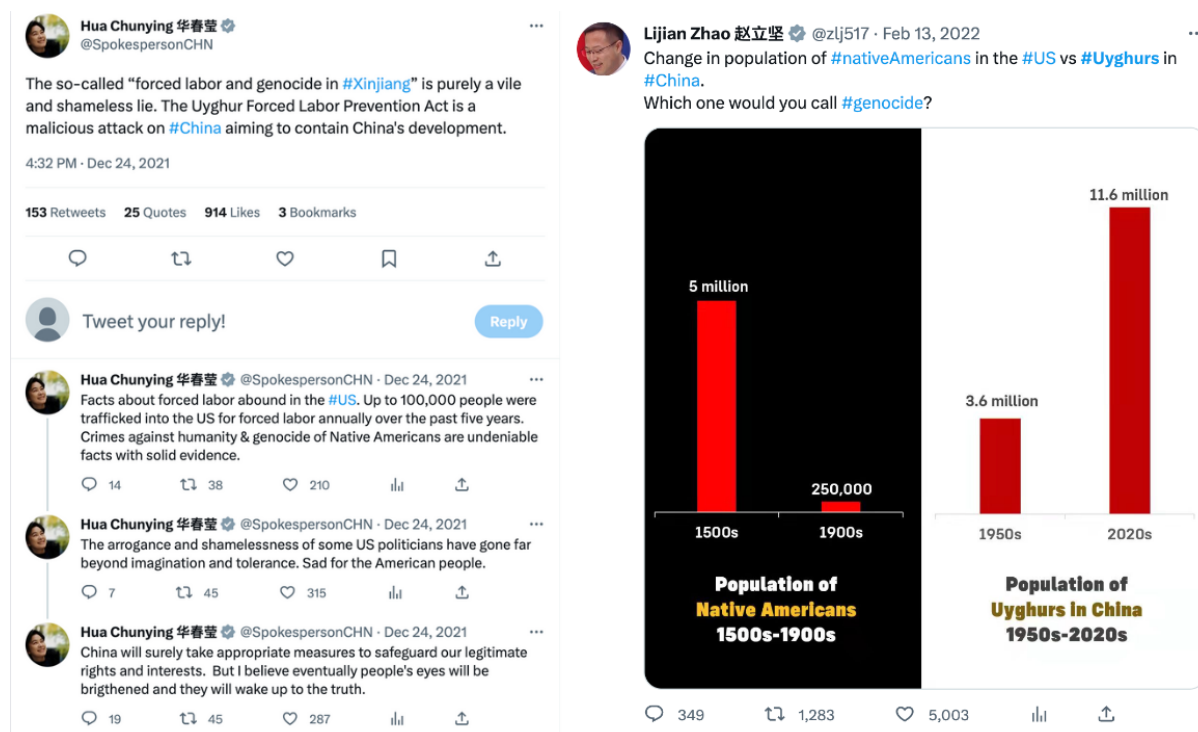 Hua Chunying 华春莹
@SpokespersonCHN
The so-called “forced labor and genocide in #Xinjiang” is purely a vile
and shameless lie. The Uyghur Forced Labor Prevention Act is a
malicious attack on #China aiming to contain China's development.
4:32 PM · Dec 24, 2021
153 Retweets 25 Quotes 914 Likes 3 Bookmarks
Tweet your reply!
Reply
Hua Chunying 华春莹 @SpokespersonCHN · Dec 24, 2021
Facts about forced labor abound in the #US. Up to 100,000 people were
trafficked into the US for forced labor annually over the past five years.
Crimes against humanity & genocide of Native Americans are undeniable
facts with solid evidence.
14 38 210
Hua Chunying 华春莹 @SpokespersonCHN · Dec 24, 2021
The arrogance and shamelessness of some US politicians have gone far
beyond imagination and tolerance. Sad for the American people.
7 45 315
Hua Chunying 华春莹 @SpokespersonCHN · Dec 24, 2021
China will surely take appropriate measures to safeguard our legitimate
rights and interests. But I believe eventually people's eyes will be
brigthened and they will wake up to the truth.
19 45 287
Lijian Zhao 赵立坚 @zlj517 · Feb 13, 2022
Change in population of #nativeAmericans in the #US vs #Uyghurs in
#China.
Which one would you call #genocide?
5 million
250,000
1500s 1900s
Population of
Native Americans
1500s-1900s
11.6 million
3.6 million
1950s 2020s
Population of
Uyghurs in China
1950s-2020s
349 1,283 5,003